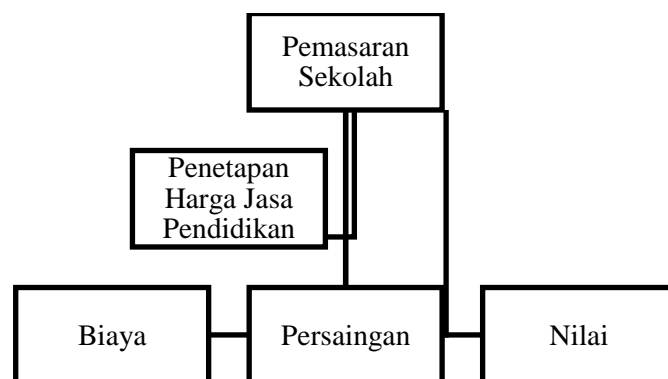 Pemasaran
Sekolah
Penetapan
Harga Jasa
Pendidikan
Biaya
Persaingan
Nilai